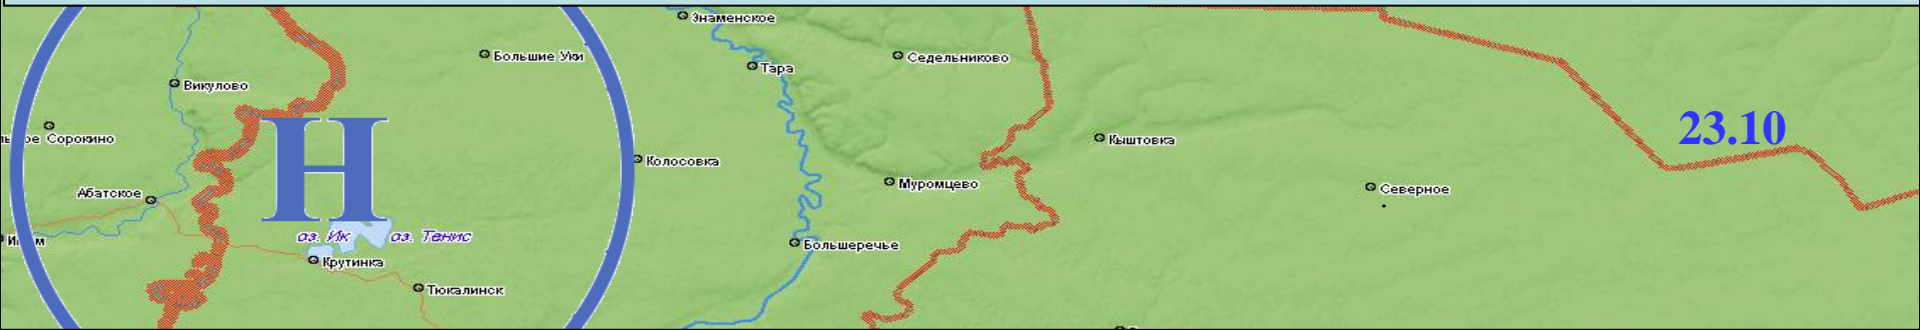 Знаменское
Большие Уки
Седельниково
Тара
Викулово
23.10
Н
Сорокино
Кыштовка
Колосовка
Абатское
Муромцево
Северное
оз. Ик
оз. Тенис
Большеречье
Крутинка
Тюкалинск